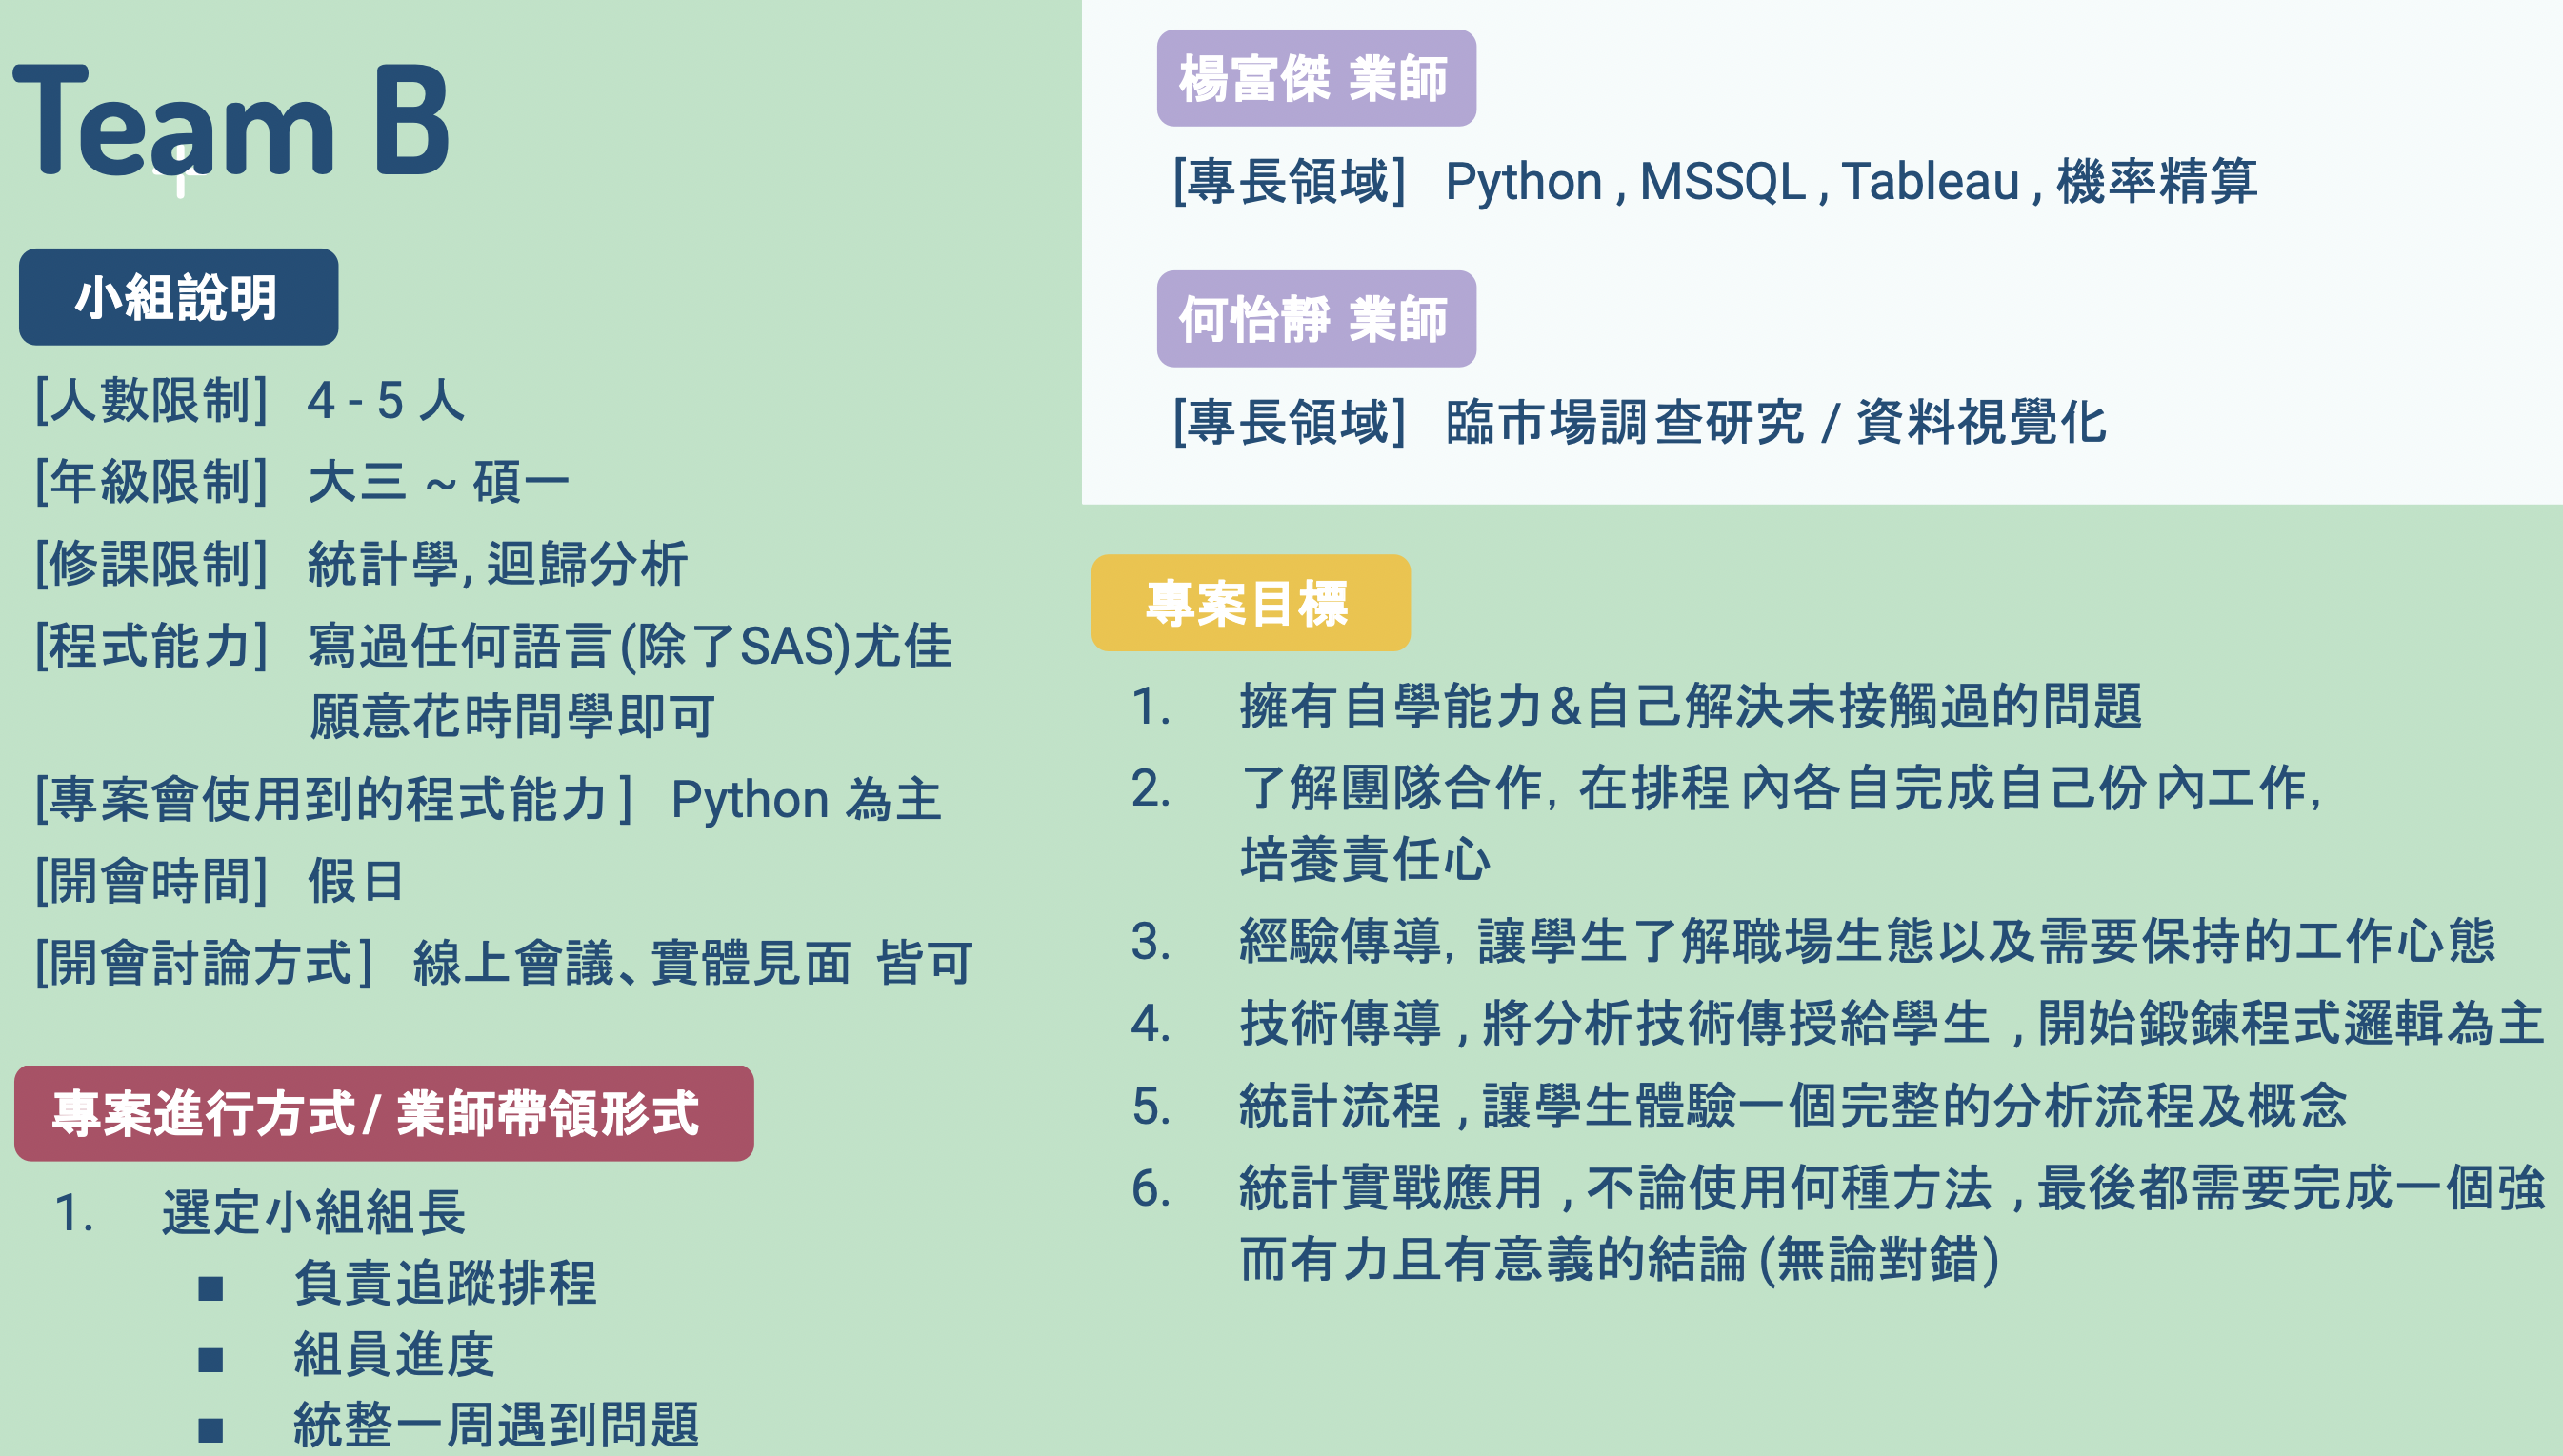 Team B
小組說明
[人數限制] 4 - 5 人
[年級限制] 大三 ~ 碩一
[修課限制] 統計學, 迴歸分析
[程式能力] 寫過任何語言(除了SAS)尤佳
願意花時間學即可
[專案會使用到的程式能力] Python 為主
[開會時間] 假日
[開會討論方式] 線上會議、實體見面 皆可
專案進行方式/ 業師帶領形式
1. 選定小組組長
■ 負責追蹤排程
■ 組員進度
■ 統整一周遇到問題
楊富傑 業師
[專長領域] Python , MSSQL , Tableau , 機率精算
何怡靜 業師
[專長領域] 臨市場調查研究 / 資料視覺化
專案目標
1. 擁有自學能力&自己解決未接觸過的問題
2. 了解團隊合作, 在排程內各自完成自己份內工作,
培養責任心
3. 經驗傳導, 讓學生了解職場生態以及需要保持的工作心態
4. 技術傳導 , 將分析技術傳授給學生 , 開始鍛鍊程式邏輯為主
5. 統計流程 , 讓學生體驗一個完整的分析流程及概念
6. 統計實戰應用 , 不論使用何種方法 , 最後都需要完成一個強
而有力且有意義的結論(無論對錯)